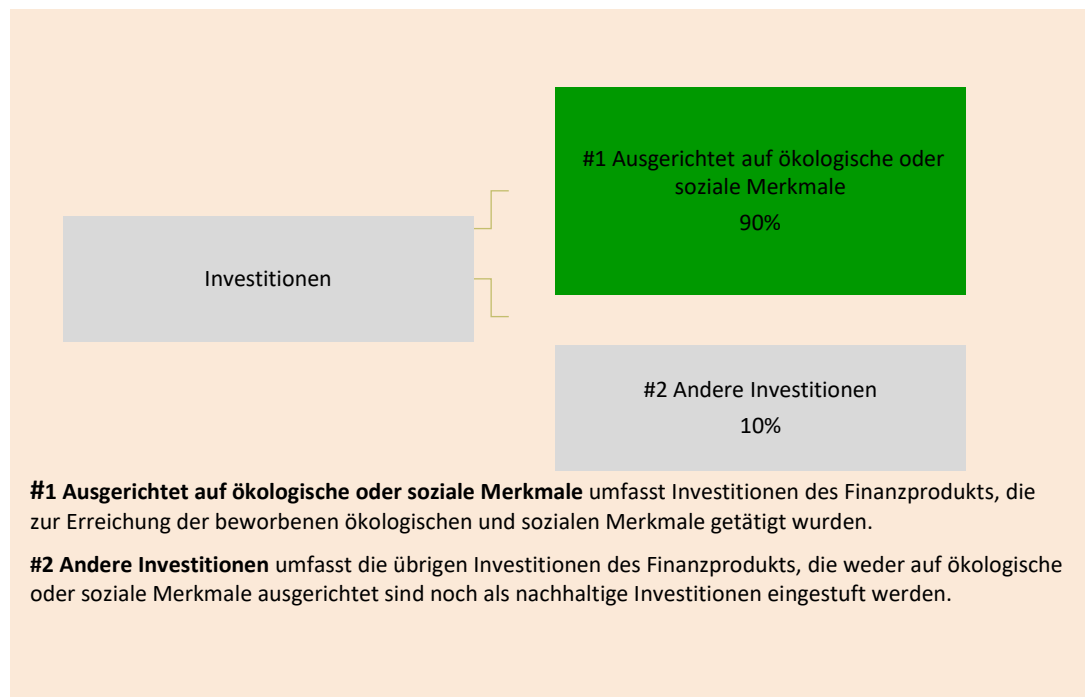 #1 Ausgerichtet auf ökologische oder
soziale Merkmale
90%
Investitionen
#2 Andere Investitionen
10%
#1 Ausgerichtet auf ökologische oder soziale Merkmale umfasst Investitionen des Finanzprodukts, die
zur Erreichung der beworbenen ökologischen und sozialen Merkmale getätigt wurden.
#2 Andere Investitionen umfasst die übrigen Investitionen des Finanzprodukts, die weder auf ökologische
oder soziale Merkmale ausgerichtet sind noch als nachhaltige Investitionen eingestuft werden.